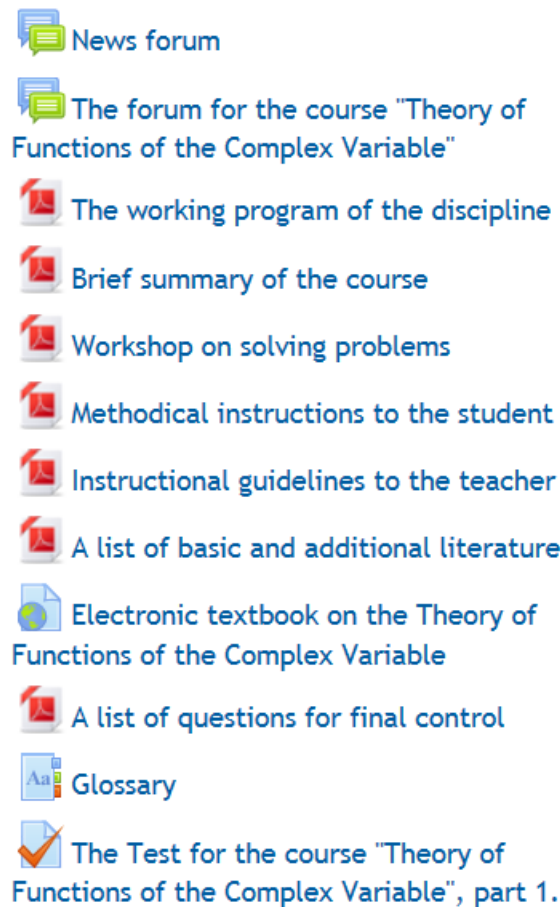 News forum
The forum for the course "Theory of
Functions of the Complex Variable"
The working program of the discipline
Brief summary of the course
Workshop on solving problems
Methodical instructions to the student
Instructional guidelines to the teacher
A list of basic and additional literature
Electronic textbook on the Theory of
Functions of the Complex Variable
A list of questions for final control
Aa Glossary
The Test for the course "Theory of
Functions of the Complex Variable", part 1.